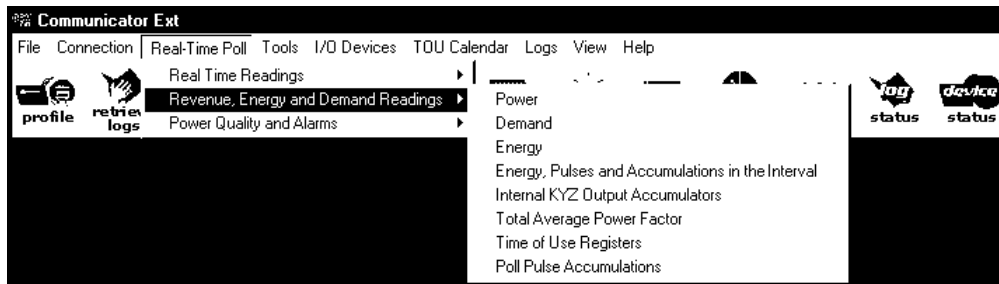 Communicator Ext
File Connection Real-Time Poll Tools I/O Devices TOU Calendar Logs View Help
Real Time Readings
Revenue, Energy and Demand Readings
Power Quality and Alarms
profile
logs
log
status
device
status
Power
Demand
Energy
Energy, Pulses and Accumulations in the Interval
Internal KYZ Output Accumulators
Total Average Power Factor
Time of Use Registers
Poll Pulse Accumulations